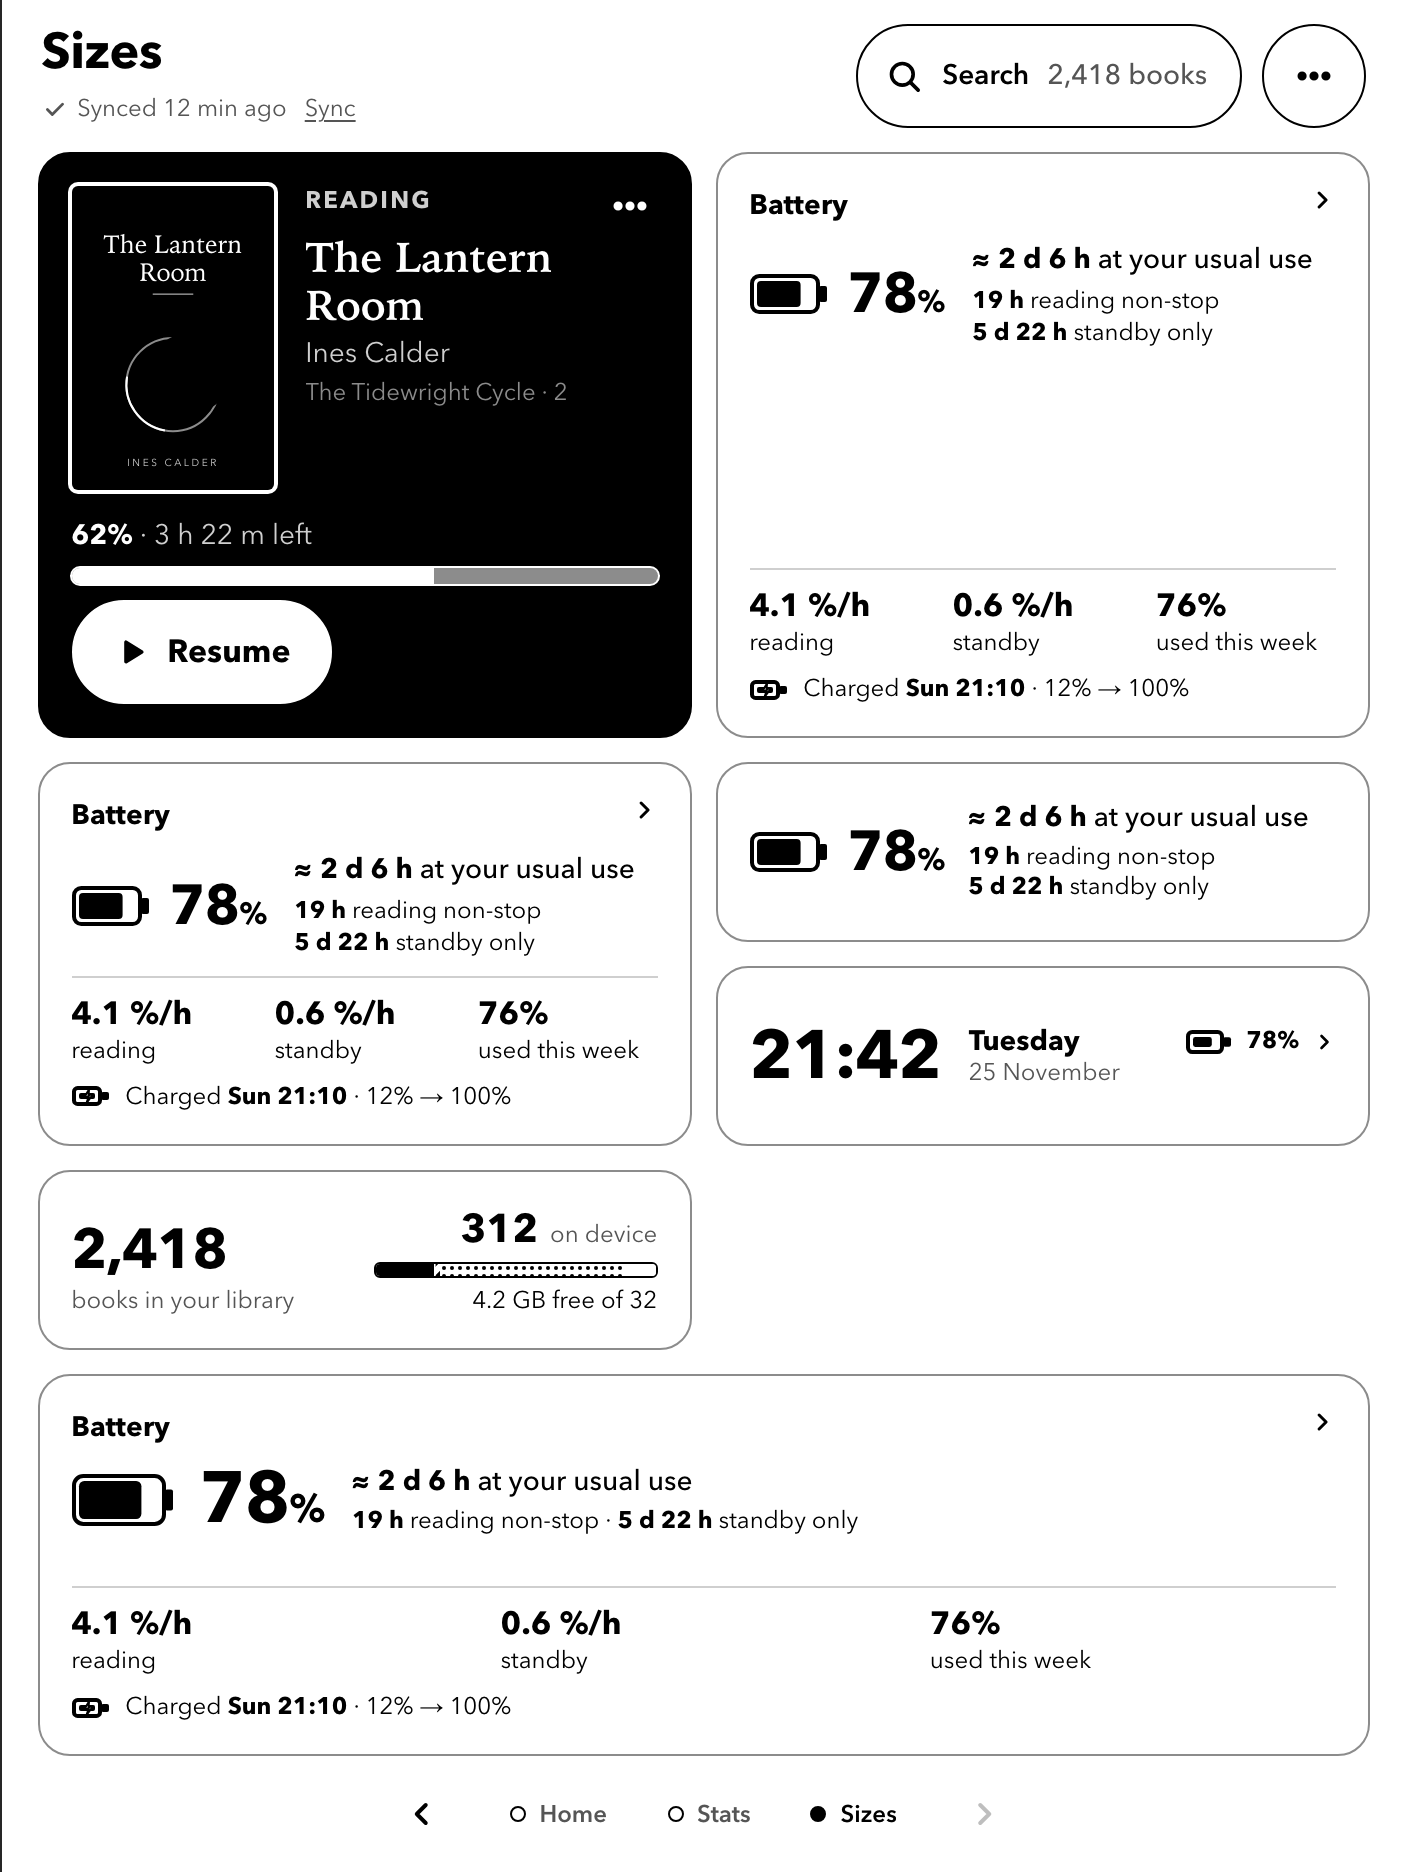 Sizes
Synced 12 min ago Sync
Search 2,418 books
The Lantern
Room
INES CALDER
READING
The Lantern
Room
Ines Calder
The Tidewright Cycle · 2
62% · 3 h 22 m left
Resume
Battery
78%
≈ 2 d 6 h at your usual use
19 h reading non-stop
5 d 22 h standby only
4.1 %/h
reading
0.6 %/h
standby
76%
used this week
Charged Sun 21:10 · 12% → 100%
Battery
78%
≈ 2 d 6 h at your usual use
19 h reading non-stop
5 d 22 h standby only
4.1 %/h
reading
0.6 %/h
standby
76%
used this week
Charged Sun 21:10 · 12% → 100%
78%
≈ 2 d 6 h at your usual use
19 h reading non-stop
5 d 22 h standby only
21:42
Tuesday
25 November
78%
2,418
books in your library
312 on device
4.2 GB free of 32
Battery
78%
≈ 2 d 6 h at your usual use
19 h reading non-stop · 5 d 22 h standby only
4.1 %/h
reading
0.6 %/h
standby
76%
used this week
Charged Sun 21:10 · 12% → 100%
Home Stats Sizes